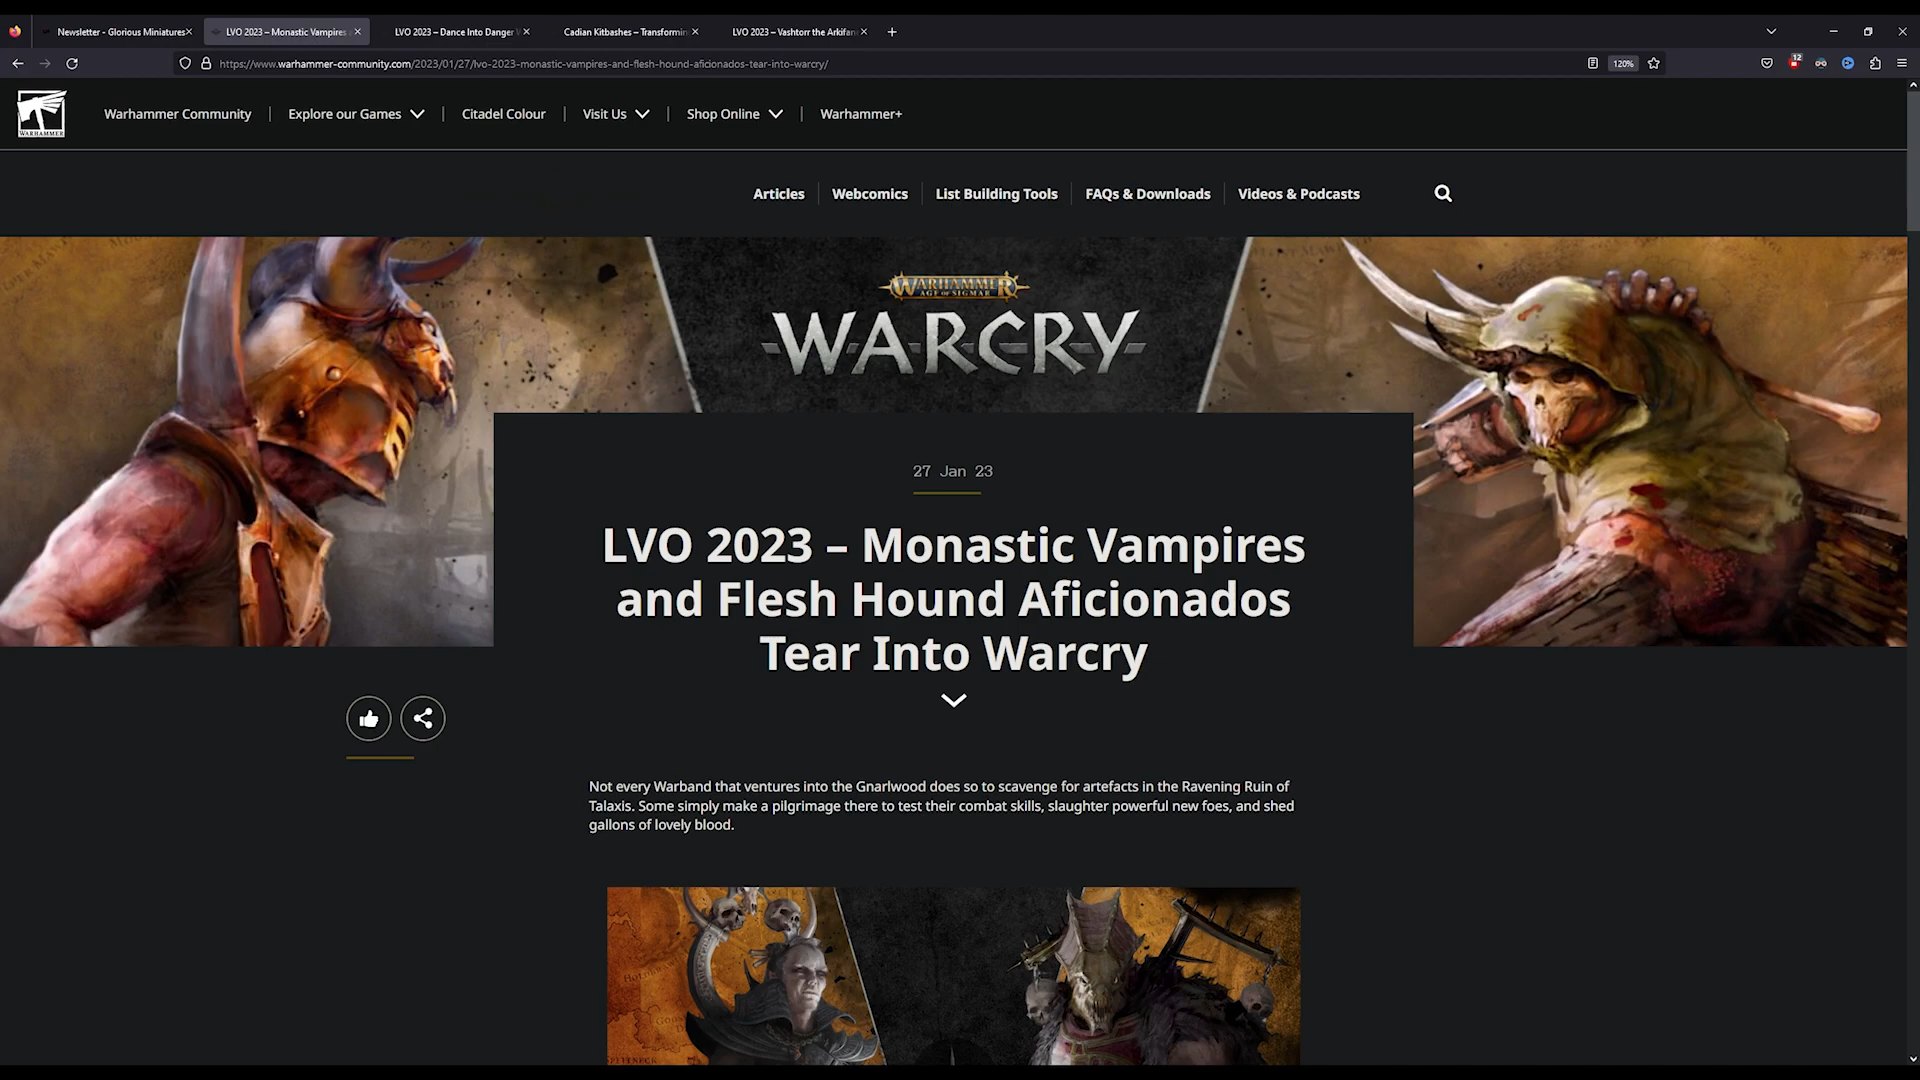 Newsletter - Glorious Miniatures
LVO 2023 – Monastic Vampires
LVO 2023 – Dance Into Danger
Cadian Kitbashes – Transformin
LVO 2023 – Vashtorr the Arkifan
https://www.warhammer-community.com/2023/01/27/lvo-2023-monastic-vampires-and-flesh-hound-aficionados-tear-into-warcry/
120%
12
WARHAMMER
Warhammer Community
Explore our Games
Citadel Colour
Visit Us
Shop Online
Warhammer+
Articles
Webcomics
List Building Tools
FAQs & Downloads
Videos & Podcasts
WARHAMMER
AGE OF SIGMAR
WARCRY
27 Jan 23
LVO 2023 – Monastic Vampires
and Flesh Hound Aficionados
Tear Into Warcry
Not every Warband that ventures into the Gnarlwood does so to scavenge for artefacts in the Ravening Ruin of
Talaxis. Some simply make a pilgrimage there to test their combat skills, slaughter powerful new foes, and shed
gallons of lovely blood.